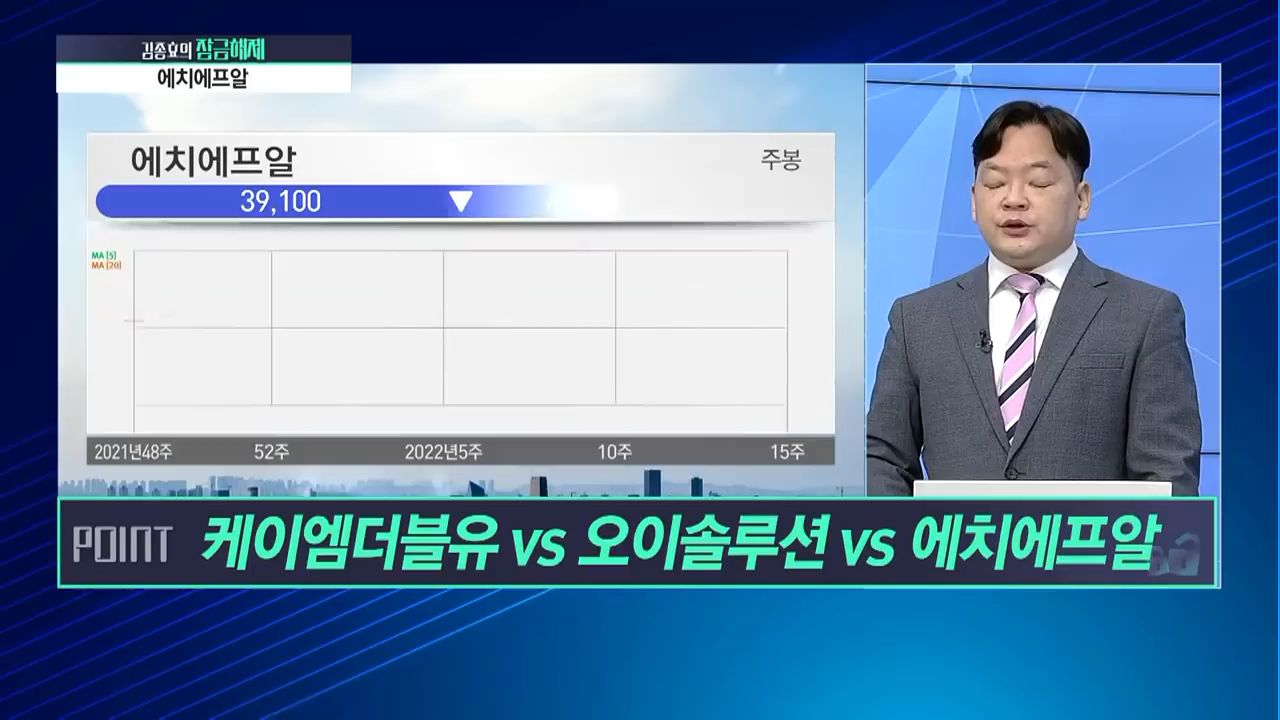 김종효의 잠금해제
에치에프알
에치에프알
주봉
39,100 ▼
MA [5]
MA [20]
2021년48주 52주 2022년5주 10주 15주
POINT 케이엠더블유 vs 오이솔루션 vs 에치에프알